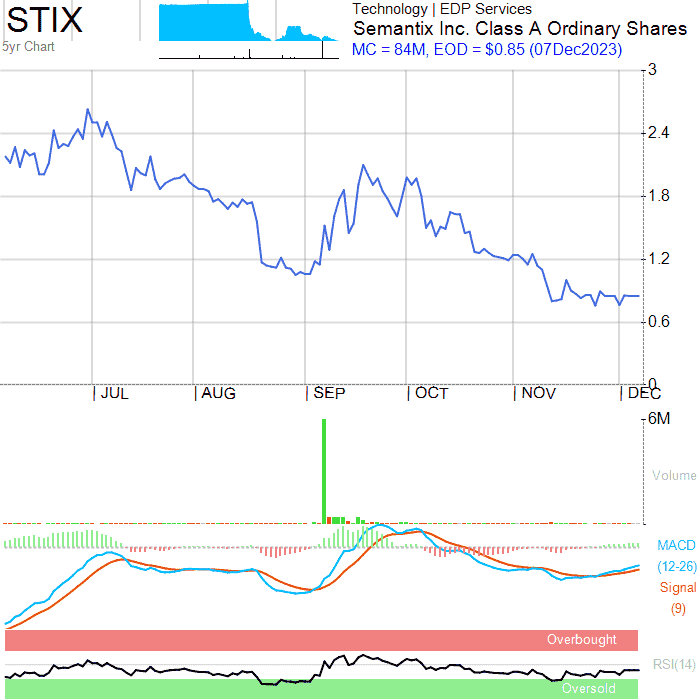 STIX
5yr Chart
Technology | EDP Services
Semantix Inc. Class A Ordinary Shares
MC = 84M, EOD = $0.85 (07Dec2023)
3
2.4
1.8
1.2
0.6
0
JUL AUG SEP OCT NOV DEC
6M
Volume
MACD
(12-26)
Signal
(9)
Overbought
RSI(14)
Oversold